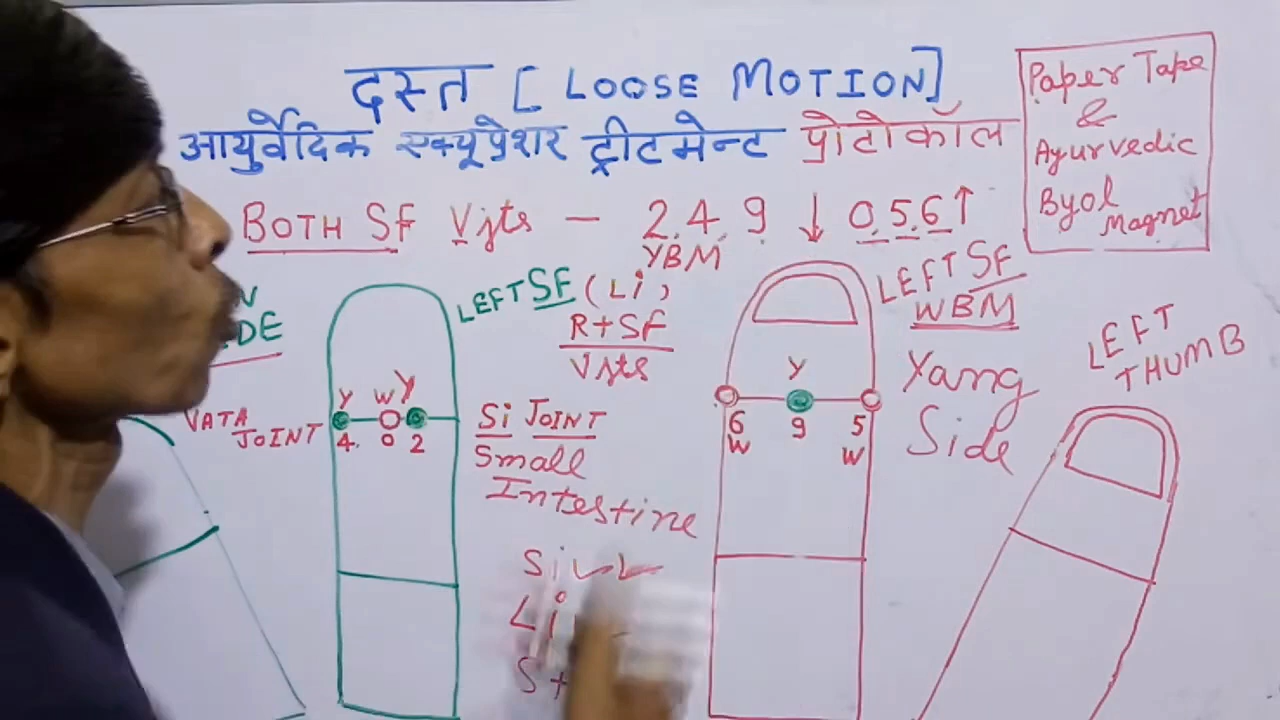 दस्त [ LOOSE MOTION]
आयुर्वेदिक एक्यूप्रेशर ट्रीटमेन्ट प्रोटोकॉल
Paper Tape
&
Ayurvedic
Byol
Magnet
BOTH SF Vjts — 2.4.9 ↓ 0.5.6↑
YBM
LEFT SF (Li)
R+SF
Vjts
LEFT SF
WBM
Yang
Side
LEFT
THUMB
VATA
JOINT
Y W Y
4. 0 2
Si JOINT
Small
Intestine
Si
Li
Y
6 9 5
W W